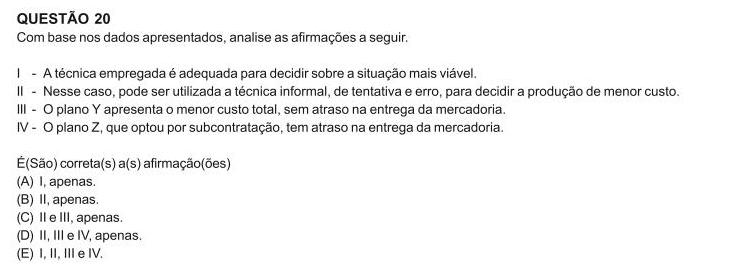 QUESTÃO 20
Com base nos dados apresentados, analise as afirmações a seguir.
I - A técnica empregada é adequada para decidir sobre a situação mais viável.
II - Nesse caso, pode ser utilizada a técnica informal, de tentativa e erro, para decidir a produção de menor custo.
III - O plano Y apresenta o menor custo total, sem atraso na entrega da mercadoria.
IV - O plano Z, que optou por subcontratação, tem atraso na entrega da mercadoria.
É(São) correta(s) a(s) afirmação(ões)
(A) I, apenas.
(B) II, apenas.
(C) II e III, apenas.
(D) II, III e IV, apenas.
(E) I, II, III e IV.